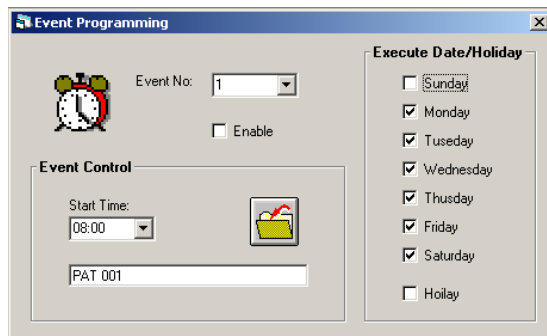 Event Programming
Event No:
1
Enable
Event Control
Start Time:
08:00
PAT 001
Execute Date/Holiday
Sunday
Monday
Tuseday
Wednesday
Thusday
Friday
Saturday
Hoilay